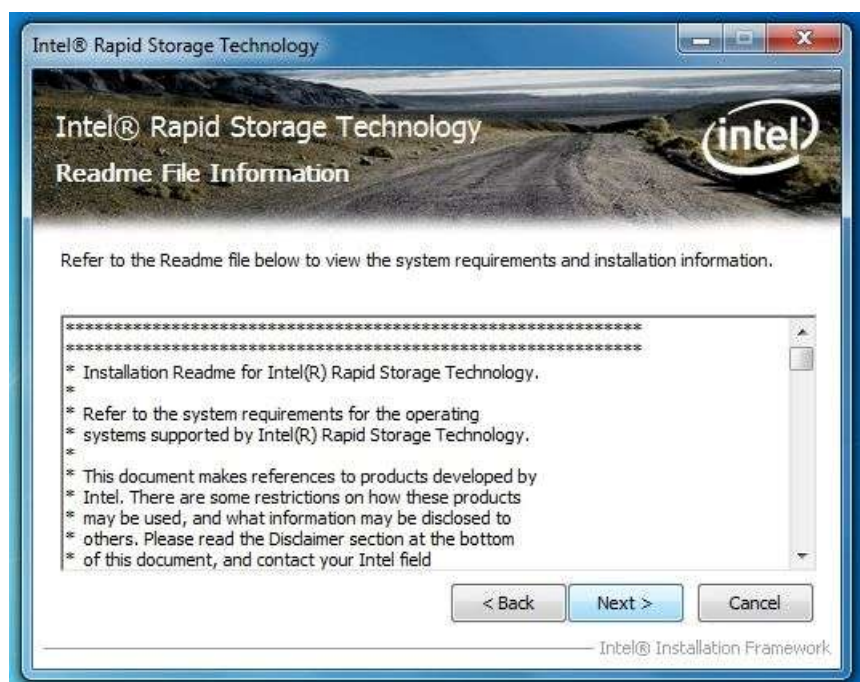 Intel® Rapid Storage Technology
Intel® Rapid Storage Technology
intel
Readme File Information
Refer to the Readme file below to view the system requirements and installation information.
************************************************************
************************************************************
* Installation Readme for Intel(R) Rapid Storage Technology.
*
* Refer to the system requirements for the operating
* systems supported by Intel(R) Rapid Storage Technology.
*
* This document makes references to products developed by
* Intel. There are some restrictions on how these products
* may be used, and what information may be disclosed to
* others. Please read the Disclaimer section at the bottom
* of this document, and contact your Intel field
< Back Next > Cancel
Intel® Installation Framework